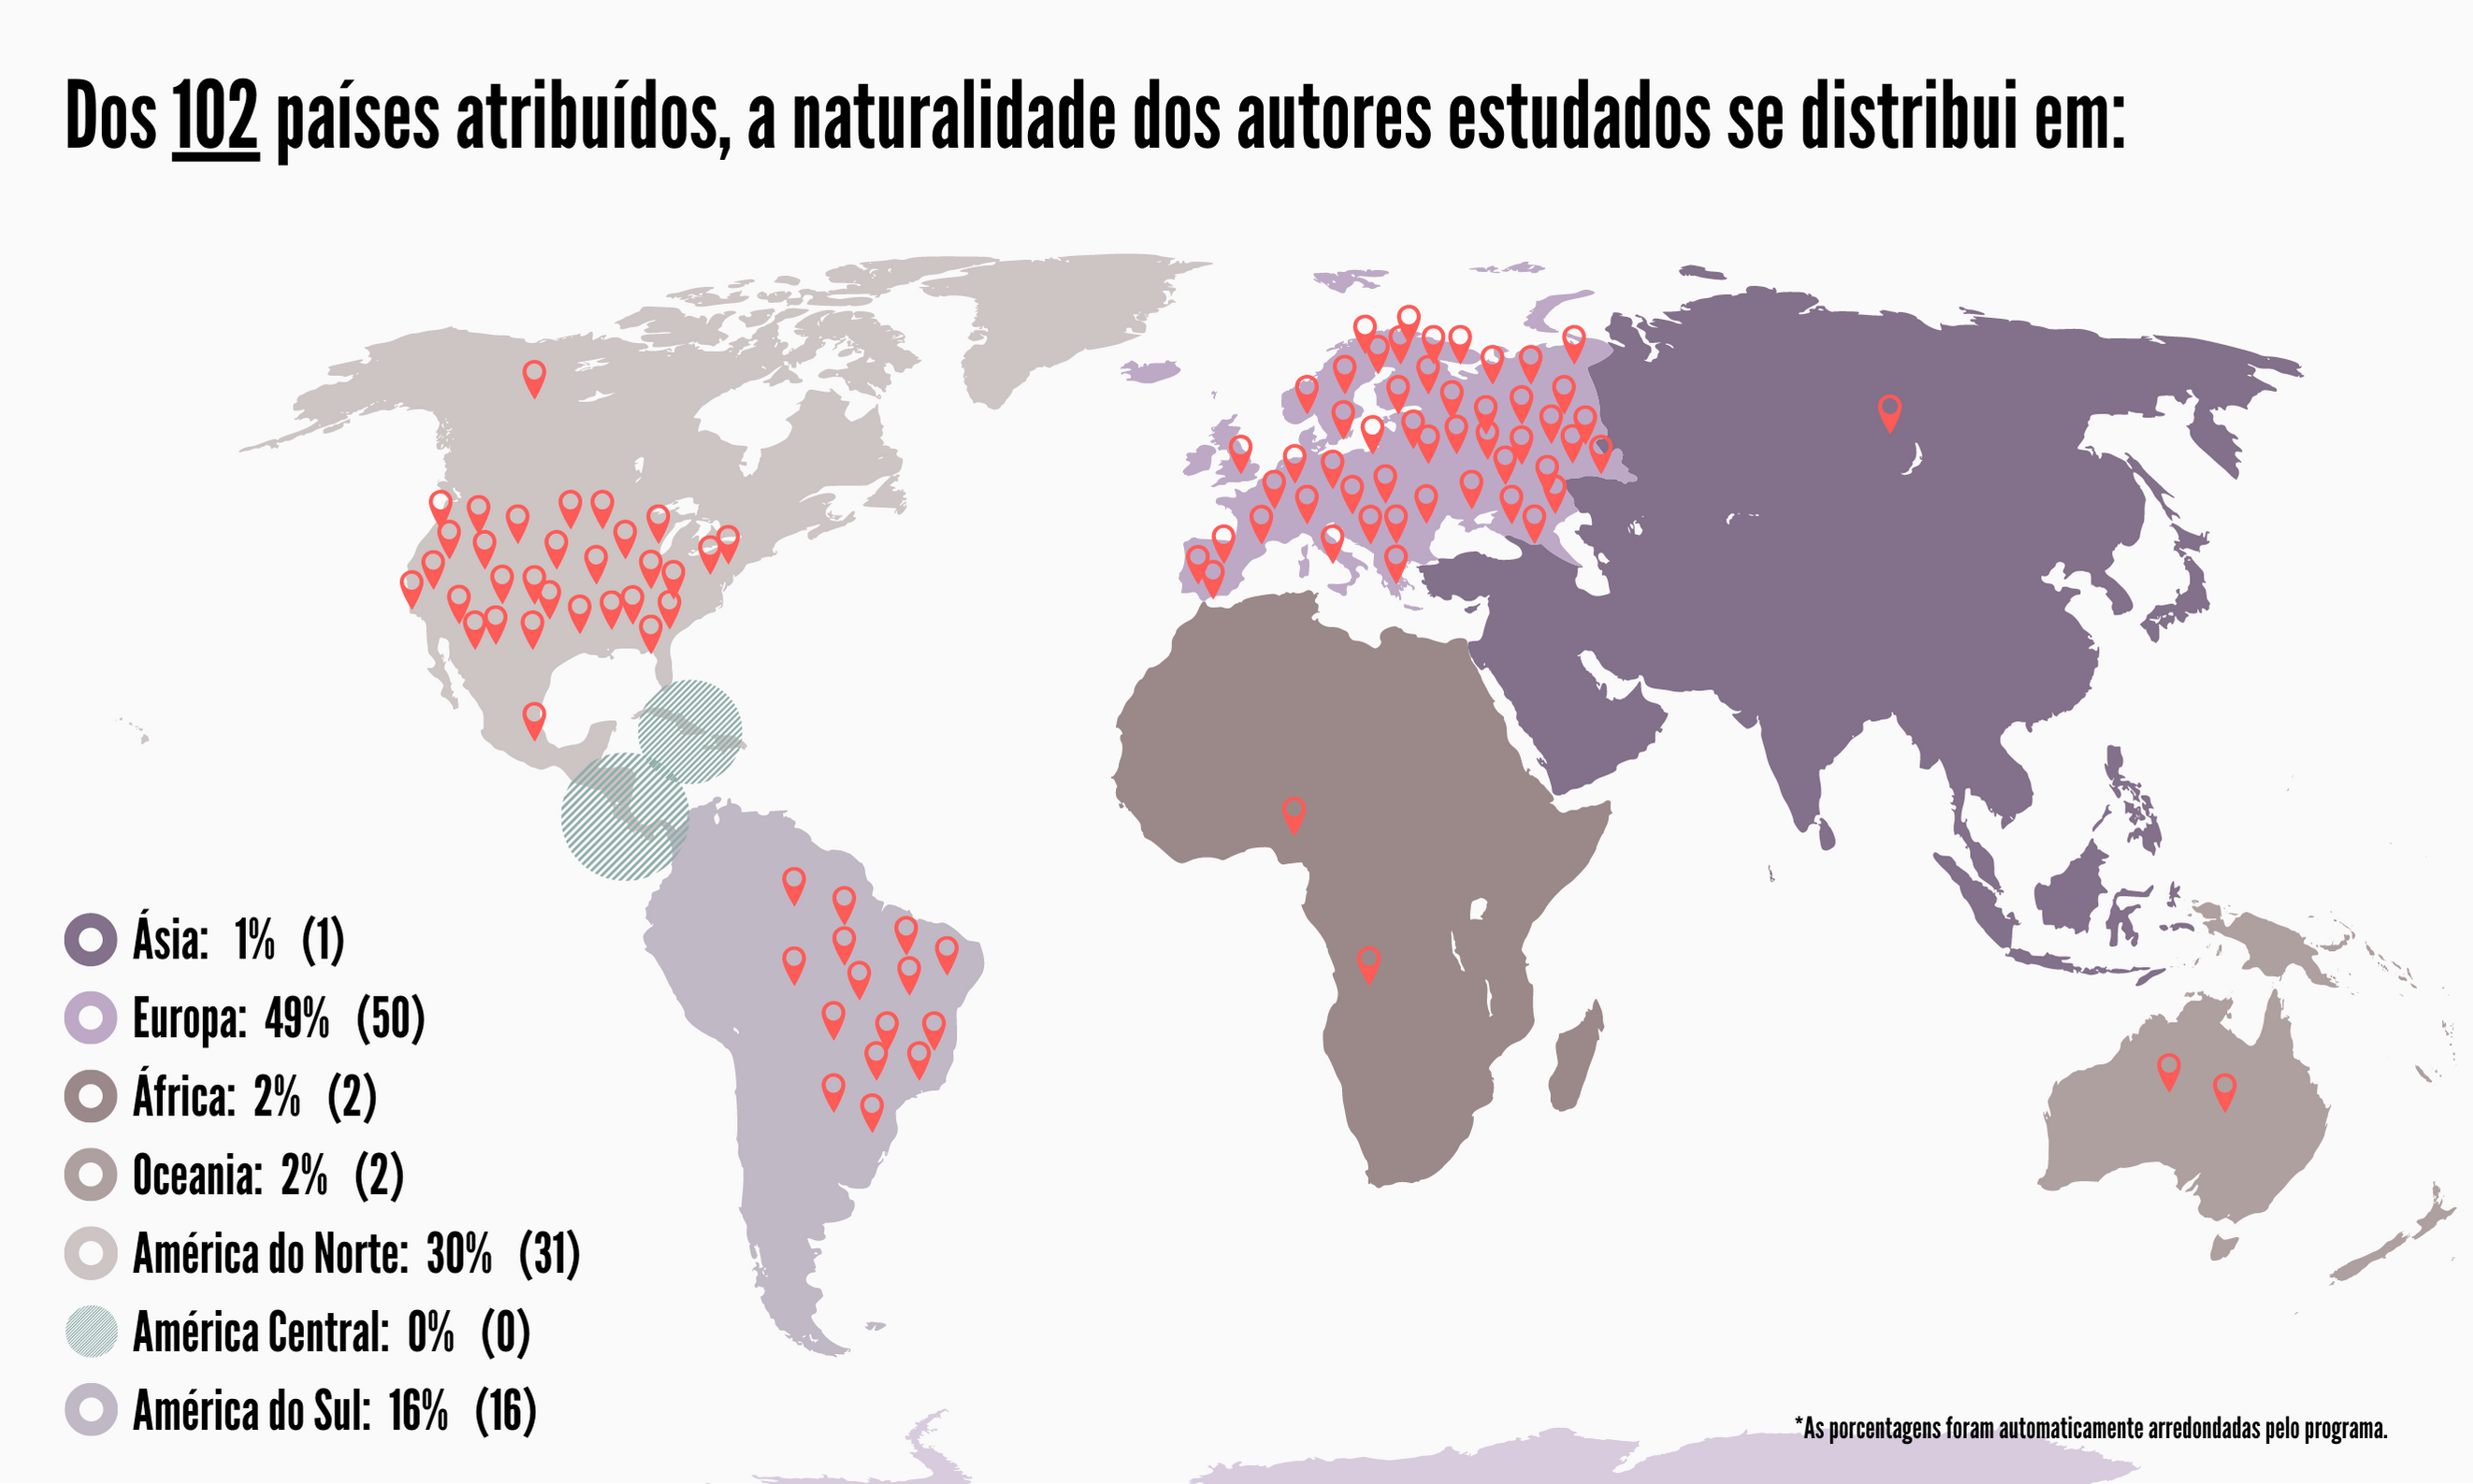 Dos 102 países atribuídos, a naturalidade dos autores estudados se distribui em:
Ásia: 1% (1)
Europa: 49% (50)
África: 2% (2)
Oceania: 2% (2)
América do Norte: 30% (31)
América Central: 0% (0)
América do Sul: 16% (16)
*As porcentagens foram automaticamente arredondadas pelo programa.